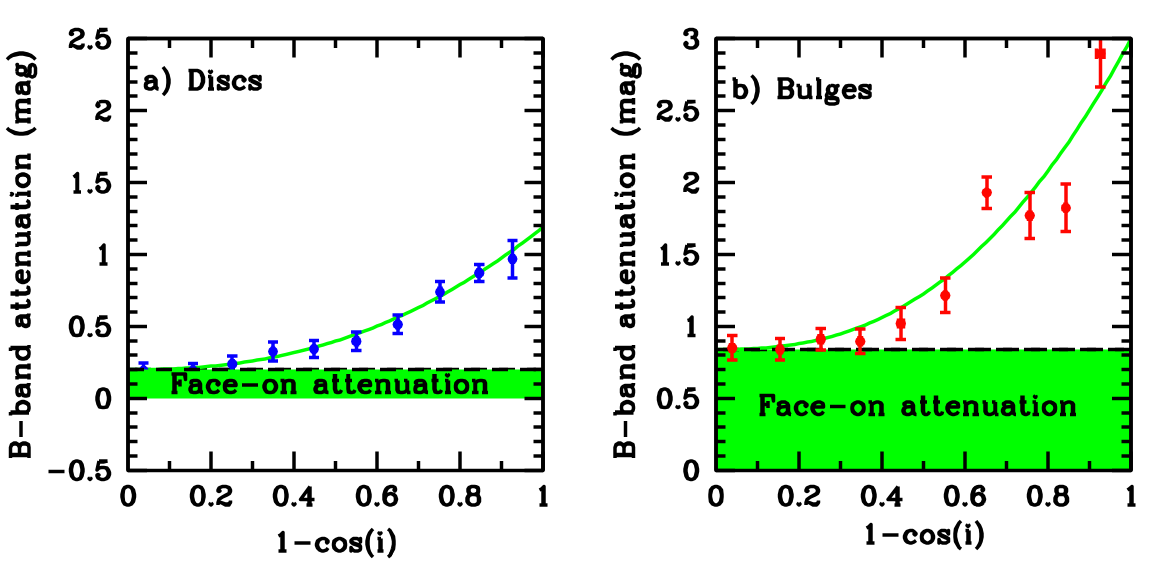 a) Discs
B-band attenuation (mag)
2.5
2
1.5
1
0.5
0
-0.5
Face-on attenuation
0 0.2 0.4 0.6 0.8 1
1-cos(i)
b) Bulges
B-band attenuation (mag)
3
2.5
2
1.5
1
0.5
0
Face-on attenuation
0 0.2 0.4 0.6 0.8 1
1-cos(i)